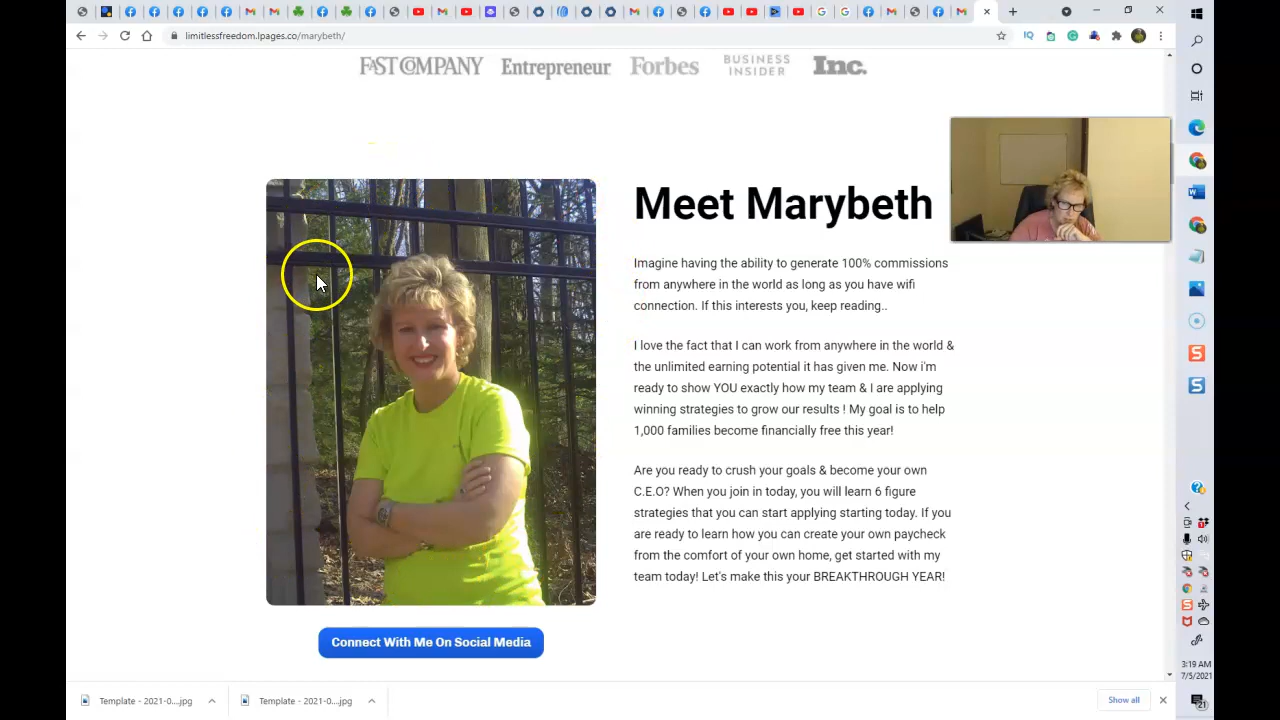 limitlessfreedom.lpages.co/marybeth/
FAST COMPANY Entrepreneur Forbes BUSINESS INSIDER Inc.
Meet Marybeth
Imagine having the ability to generate 100% commissions
from anywhere in the world as long as you have wifi
connection. If this interests you, keep reading..
I love the fact that I can work from anywhere in the world &
the unlimited earning potential it has given me. Now i'm
ready to show YOU exactly how my team & I are applying
winning strategies to grow our results ! My goal is to help
1,000 families become financially free this year!
Are you ready to crush your goals & become your own
C.E.O? When you join in today, you will learn 6 figure
strategies that you can start applying starting today. If you
are ready to learn how you can create your own paycheck
from the comfort of your own home, get started with my
team today! Let's make this your BREAKTHROUGH YEAR!
Connect With Me On Social Media
Template - 2021-0....jpg
Template - 2021-0....jpg
Show all
3:19 AM
7/5/2021
21